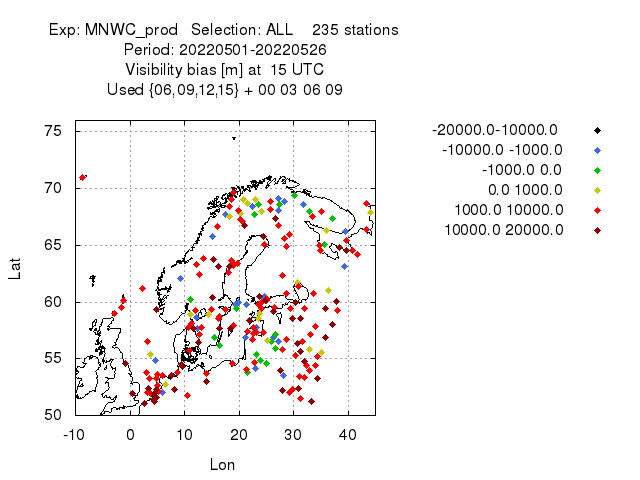 Exp: MNWC_prod Selection: ALL 235 stations
Period: 20220501-20220526
Visibility bias [m] at 15 UTC
Used {06,09,12,15} + 00 03 06 09
-20000.0-10000.0
-10000.0 -1000.0
-1000.0 0.0
0.0 1000.0
1000.0 10000.0
10000.0 20000.0
75
70
65
60
55
50
Lat
-10 0 10 20 30 40
Lon